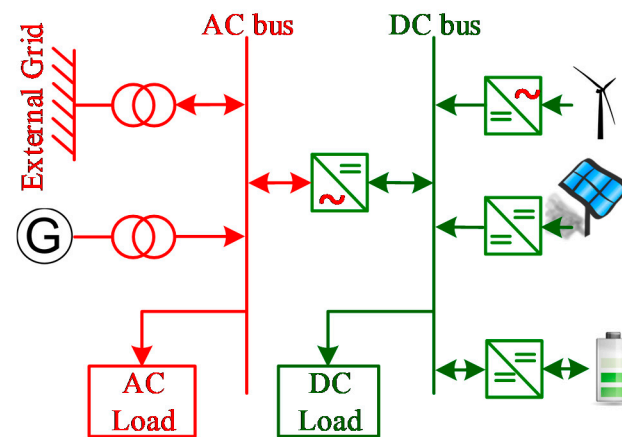 AC bus
DC bus
External Grid
G
AC
Load
DC
Load